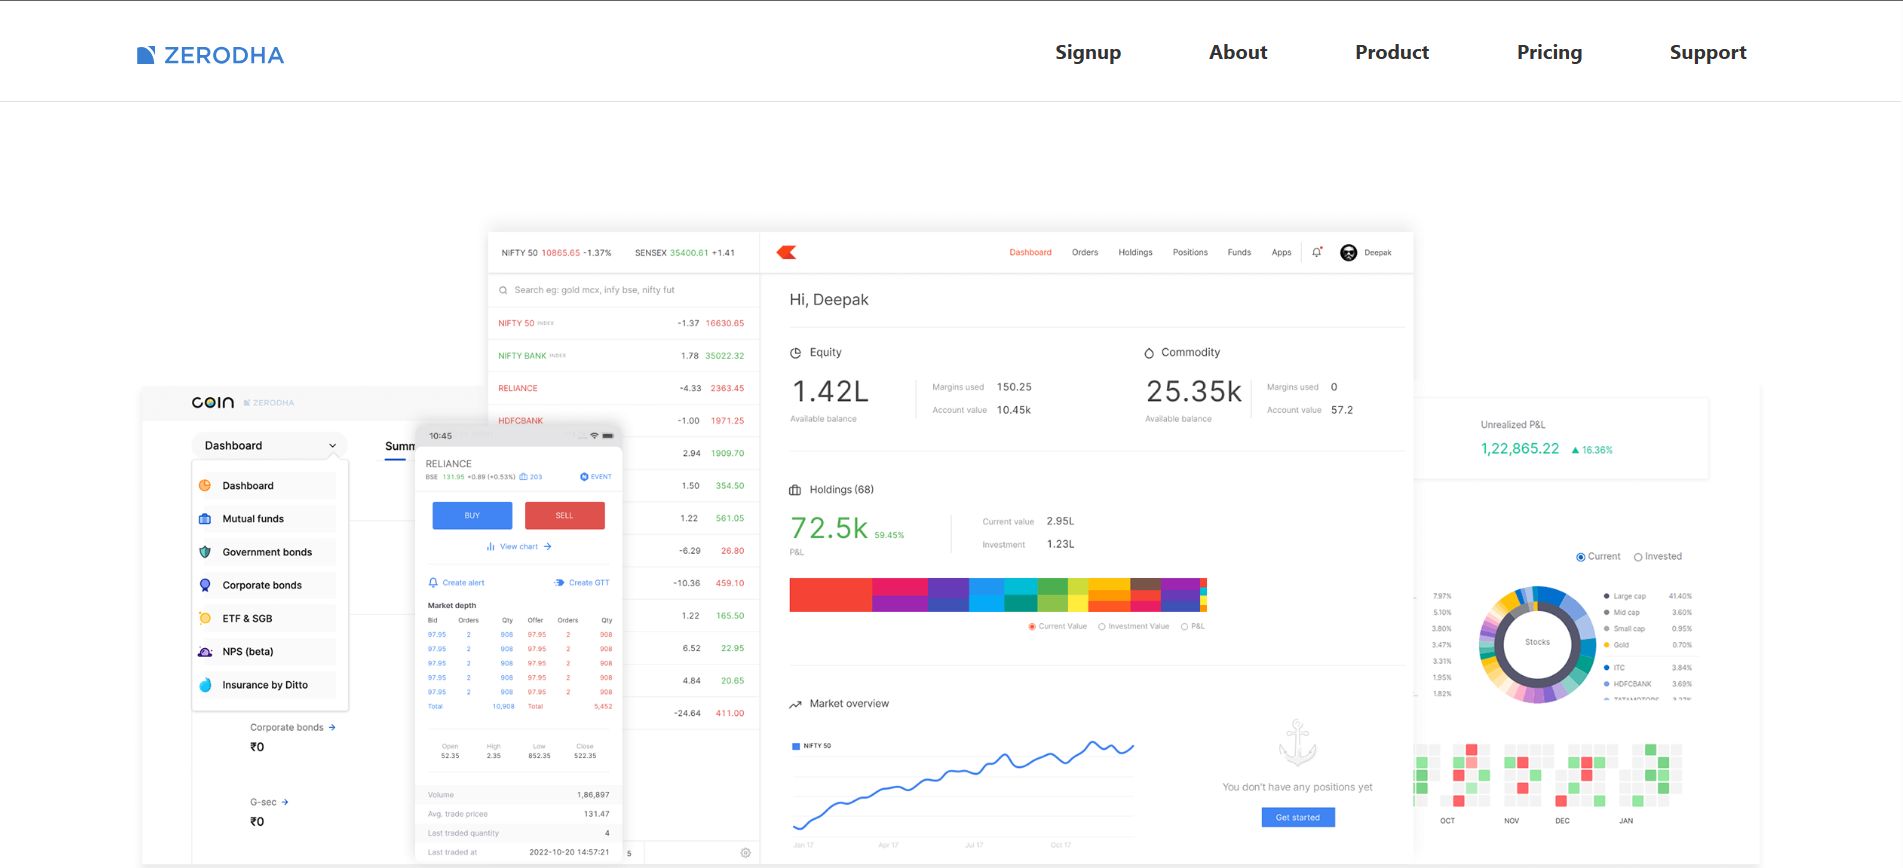 ZERODHA
Signup About Product Pricing Support
NIFTY 50 10865.65 -1.37% SENSEX 35400.61 +1.41
Dashboard Orders Holdings Positions Funds Apps Deepak
Search eg: gold mcx, infy bse, nifty fut
NIFTY 50 INDEX -1.37 16630.65
NIFTY BANK INDEX 1.78 35022.32
RELIANCE -4.33 2363.45
HDFCBANK -1.00 1971.25
2.94 1909.70
1.50 354.50
1.22 561.05
-6.29 26.80
-10.36 459.10
1.22 165.50
6.52 22.95
4.84 20.65
-24.64 411.00
5
Hi, Deepak
Equity
1.42L
Available balance
Margins used 150.25
Account value 10.45k
Commodity
25.35k
Available balance
Margins used 0
Account value 57.2
Holdings (68)
72.5k 59.45%
P&L
Current value 2.95L
Investment 1.23L
Current Value Investment Value P&L
Market overview
NIFTY 50
Jan 17 Apr 17 Jul 17 Oct 17
You don't have any positions yet
Get started
coin ZERODHA
Dashboard
Summ
Dashboard
Mutual funds
Government bonds
Corporate bonds
ETF & SGB
NPS (beta)
Insurance by Ditto
Corporate bonds →
₹0
G-sec →
₹0
10:45
RELIANCE
BSE 131.95 +0.89 (+0.53%) 203 EVENT
BUY SELL
View chart →
Create alert Create GTT
Market depth
Bid Orders Qty Offer Orders Qty
97.95 2 908 97.95 2 908
97.95 2 908 97.95 2 908
97.95 2 908 97.95 2 908
97.95 2 908 97.95 2 908
97.95 2 908 97.95 2 908
Total 10,908 Total 5,452
Open High Low Close
52.35 2.35 852.35 522.35
Volume 1,86,897
Avg. trade pricee 131.47
Last traded quantity 4
Last traded at 2022-10-20 14:57:21
Unrealized P&L
1,22,865.22 ▲ 16.36%
Current Invested
7.97%
5.10%
3.80%
3.47%
3.31%
1.95%
1.82%
Stocks
Large cap 41.40%
Mid cap 3.60%
Small cap 0.95%
Gold 0.70%
ITC 3.84%
HDFCBANK 3.69%
OCT NOV DEC JAN